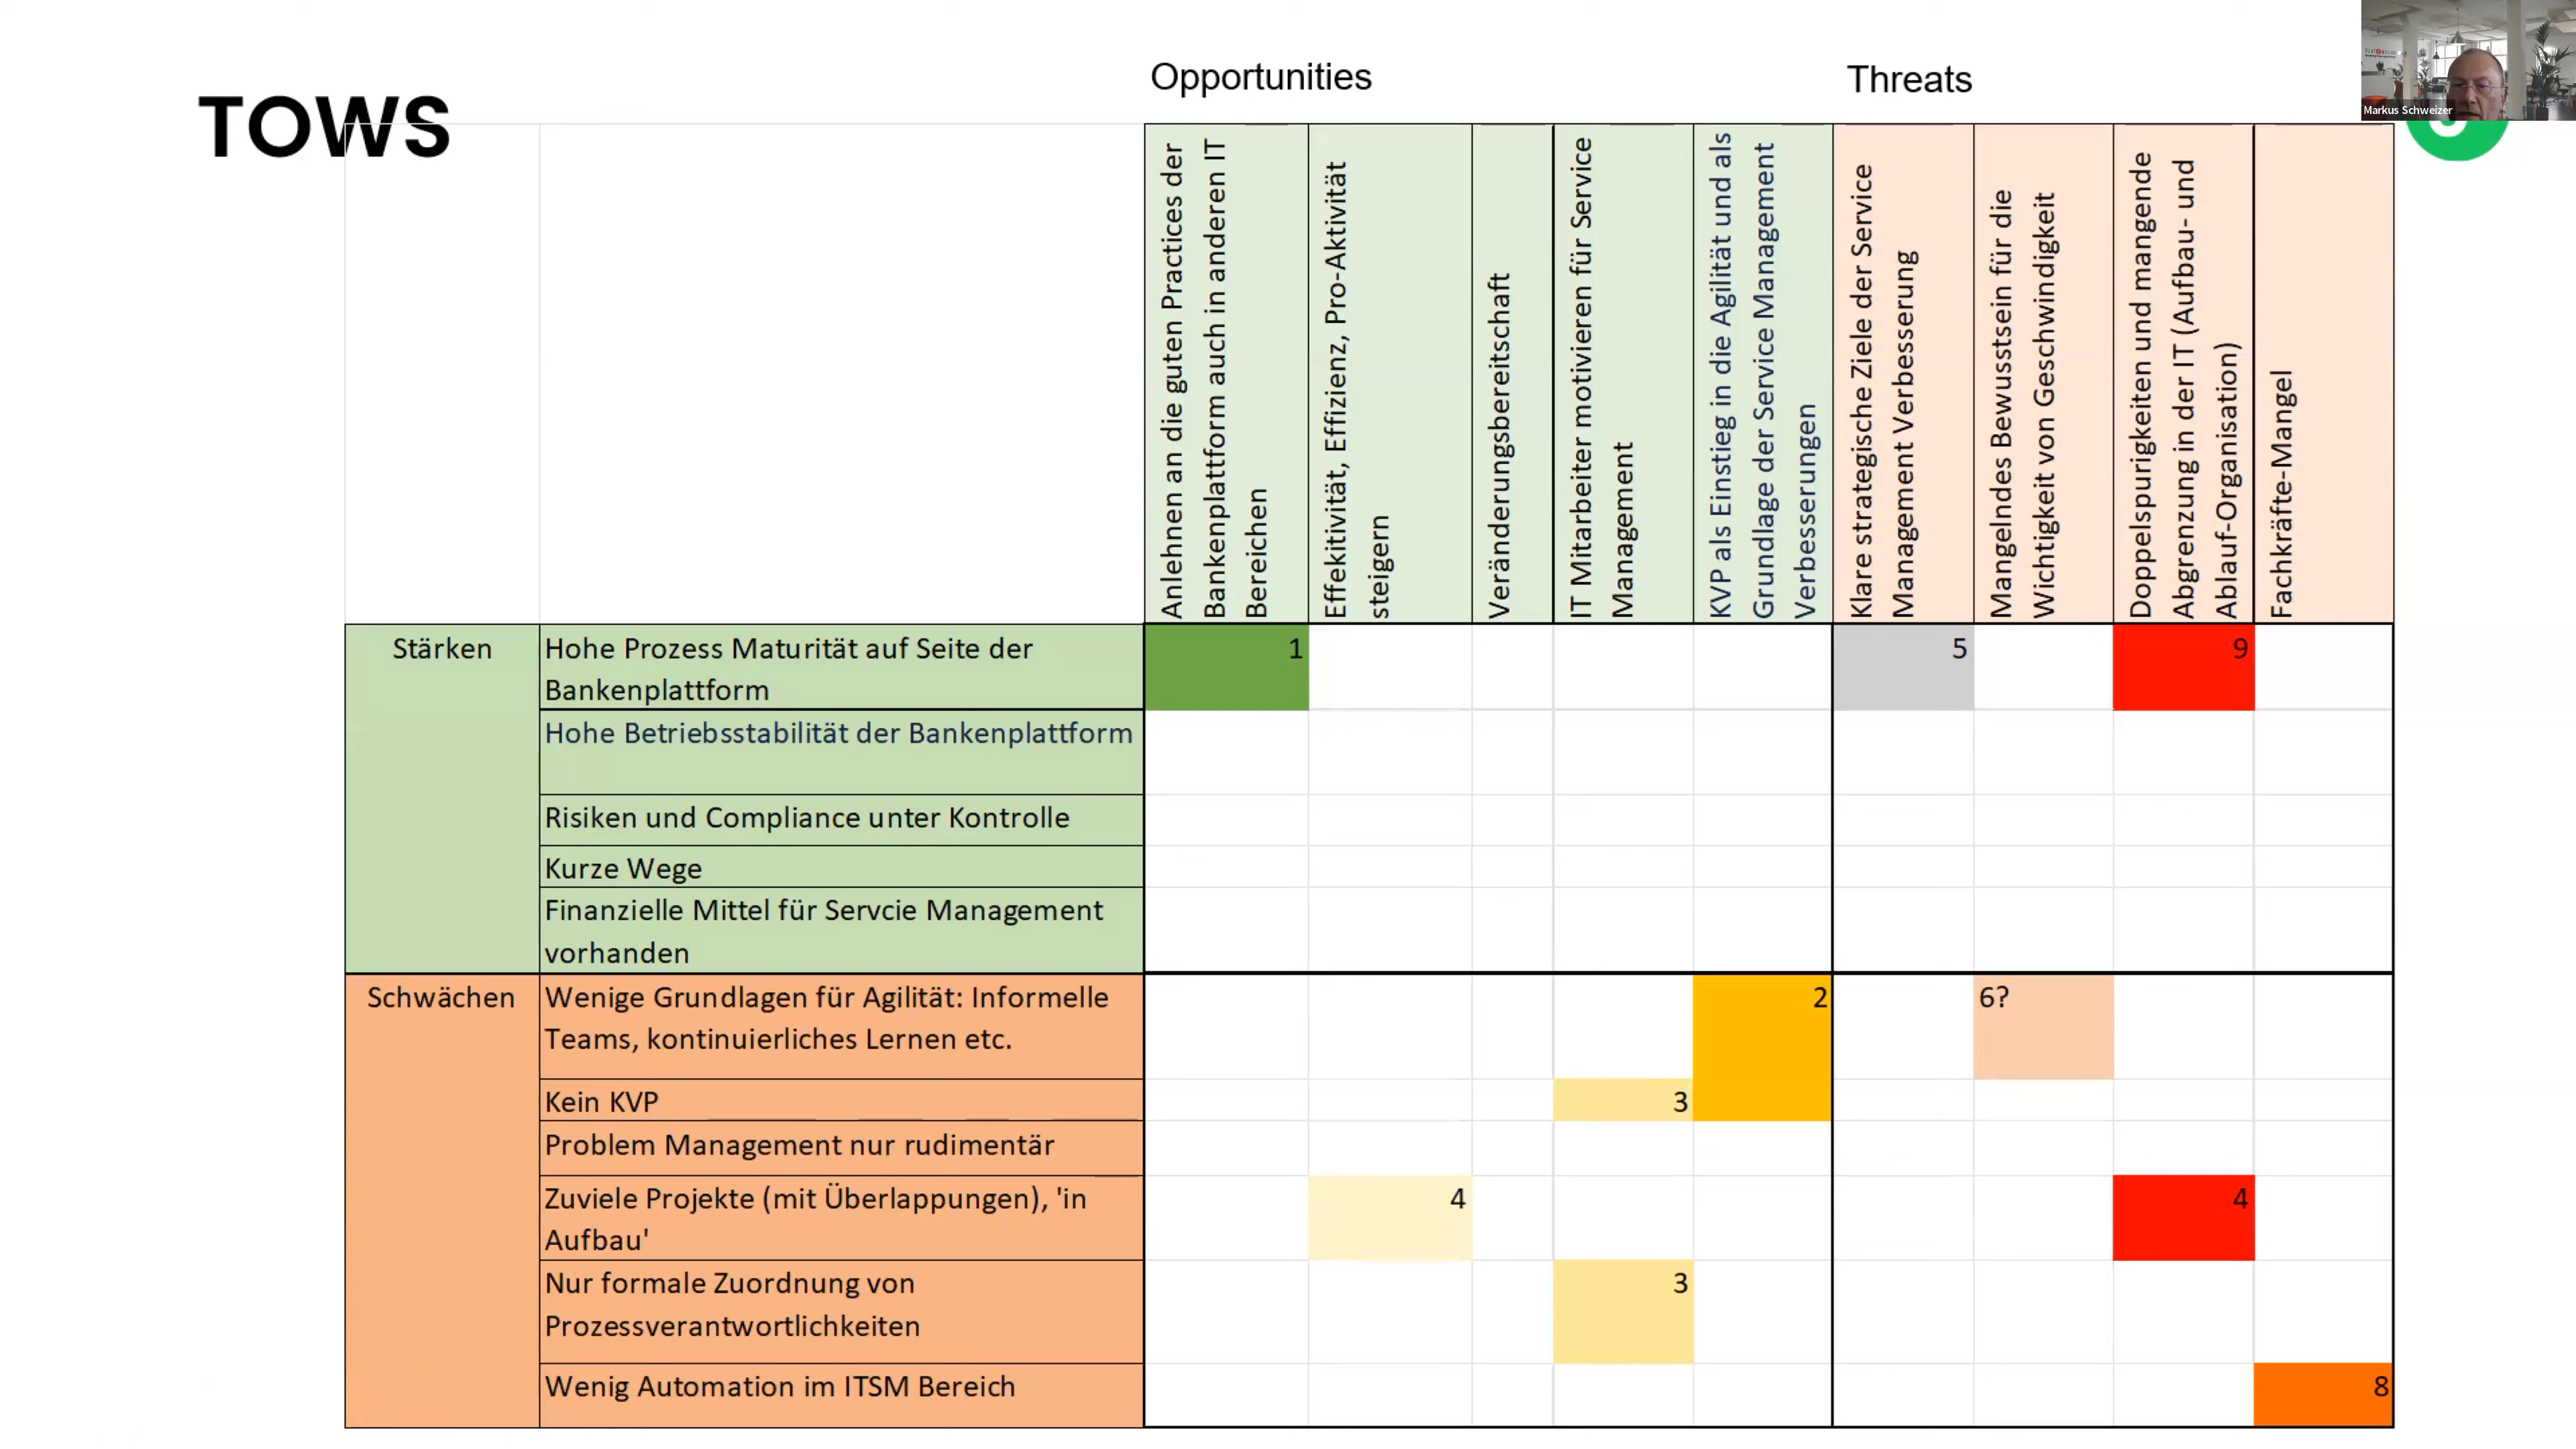 TOWS
Opportunities
Threats
Markus Schweizer
Anlehnen an die guten Practices der
Bankenplattform auch in anderen IT
Bereichen
Effekitivität, Effizienz, Pro-Aktivität
steigern
Veränderungsbereitschaft
IT Mitarbeiter motivieren für Service
Management
KVP als Einstieg in die Agilität und als
Grundlage der Service Management
Verbesserungen
Klare strategische Ziele der Service
Management Verbesserung
Mangelndes Bewusstsein für die
Wichtigkeit von Geschwindigkeit
Doppelspurigkeiten und mangende
Abgrenzung in der IT (Aufbau- und
Ablauf-Organisation)
Fachkräfte-Mangel
Stärken
Hohe Prozess Maturität auf Seite der
Bankenplattform
1
5
9
Hohe Betriebsstabilität der Bankenplattform
Risiken und Compliance unter Kontrolle
Kurze Wege
Finanzielle Mittel für Servcie Management
vorhanden
Schwächen
Wenige Grundlagen für Agilität: Informelle
Teams, kontinuierliches Lernen etc.
2
6?
Kein KVP
3
Problem Management nur rudimentär
Zuviele Projekte (mit Überlappungen), 'in
Aufbau'
4
4
Nur formale Zuordnung von
Prozessverantwortlichkeiten
3
Wenig Automation im ITSM Bereich
8